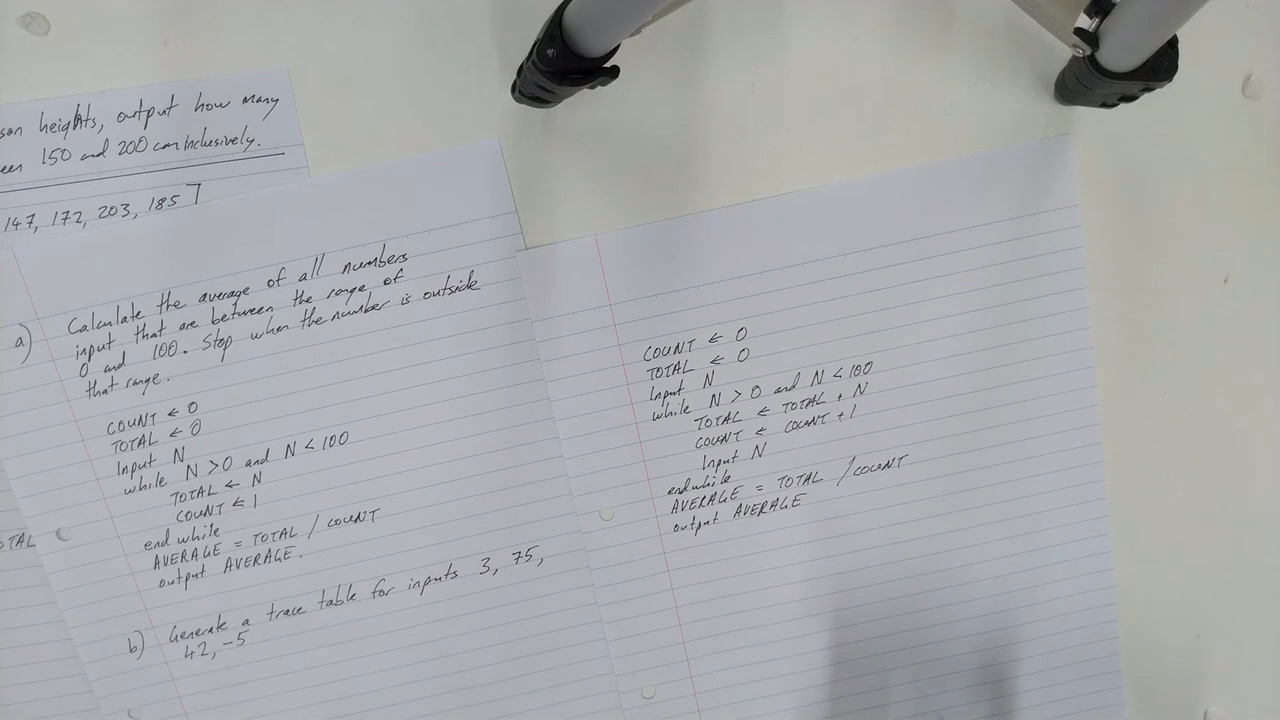 son heights, output how many
een 150 and 200 cm Inclusively.
147, 172, 203, 185]
OTAL
a) Calculate the average of all numbers
input that are between the range of
0 and 100. Stop when the number is outside
that range.
COUNT ← 0
TOTAL ← 0
Input N
while N > 0 and N < 100
TOTAL ← N
COUNT ← 1
end while
AVERAGE = TOTAL / COUNT
output AVERAGE.
b) Generate a trace table for inputs 3, 75,
42, -5
COUNT ← 0
TOTAL ← 0
Input N
while N > 0 and N < 100
TOTAL ← TOTAL + N
COUNT ← COUNT + 1
Input N
endwhile
AVERAGE = TOTAL / COUNT
output AVERAGE